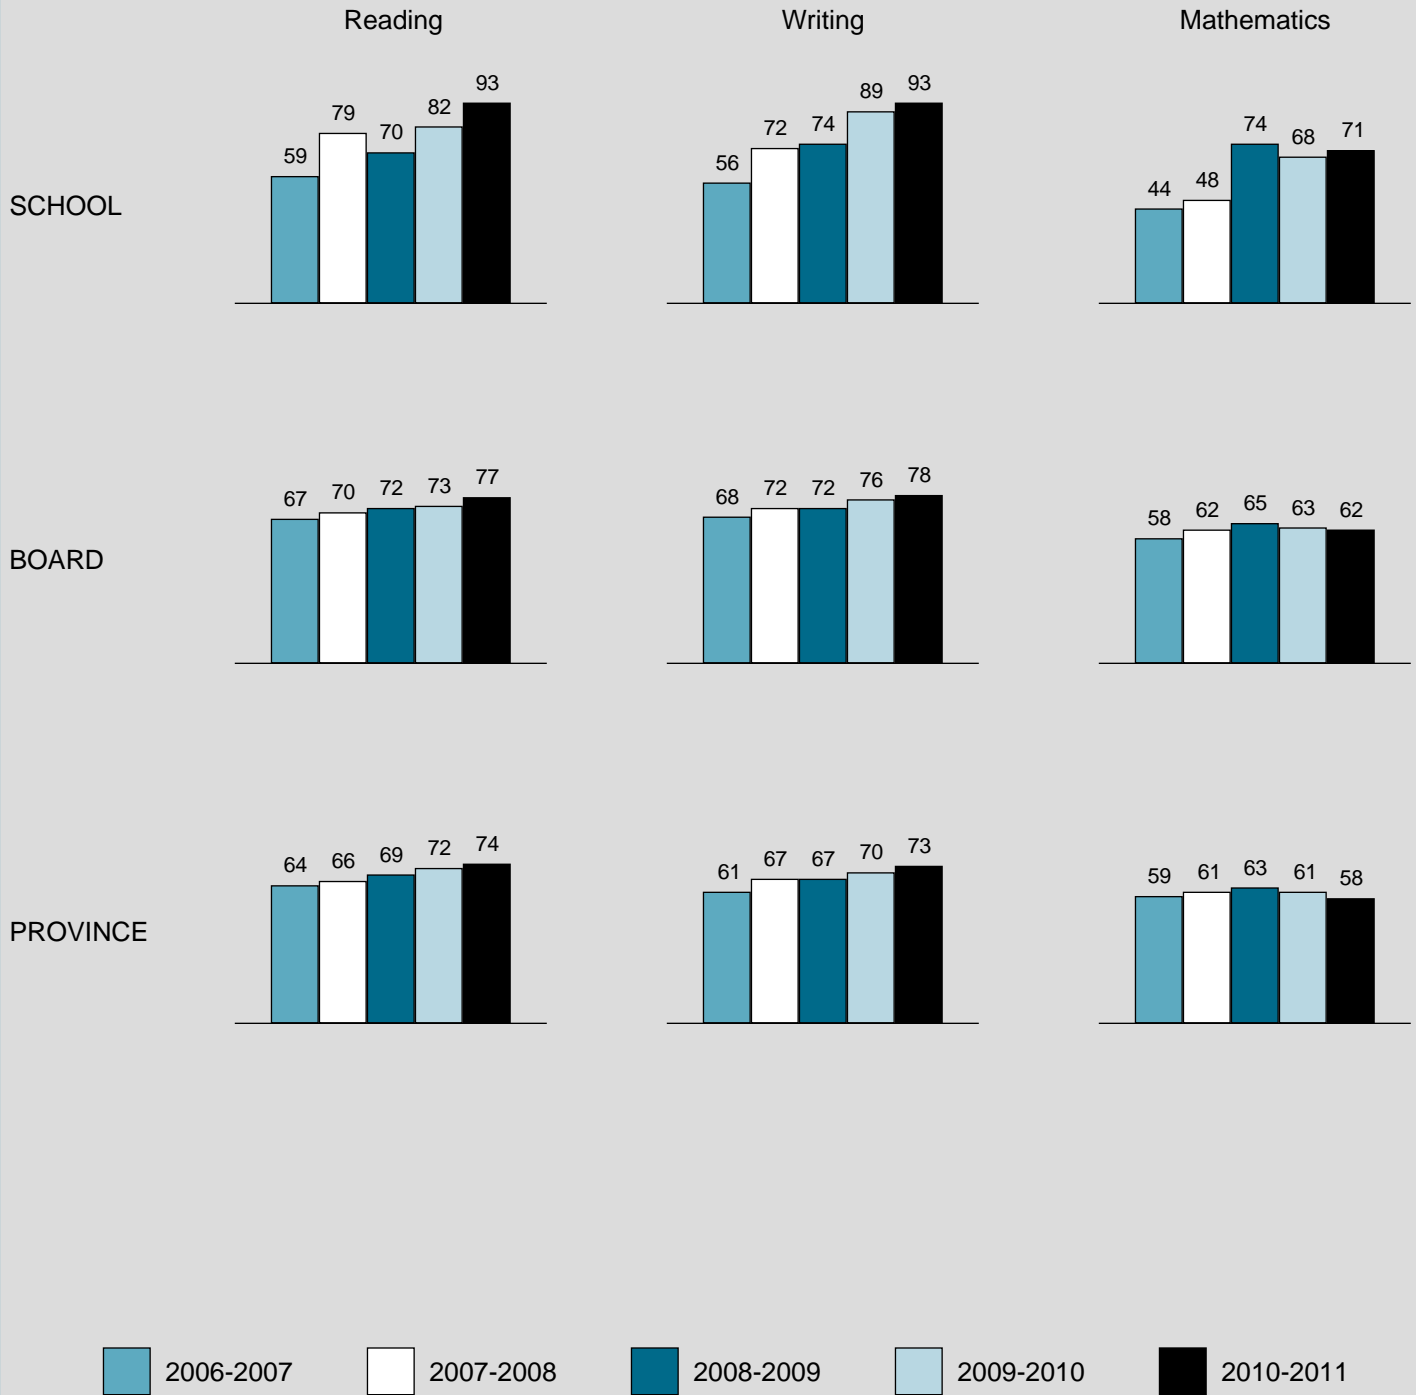 Reading Writing Mathematics
SCHOOL
59 79 70 82 93
56 72 74 89 93
44 48 74 68 71
BOARD
67 70 72 73 77
68 72 72 76 78
58 62 65 63 62
PROVINCE
64 66 69 72 74
61 67 67 70 73
59 61 63 61 58
2006-2007 2007-2008 2008-2009 2009-2010 2010-2011